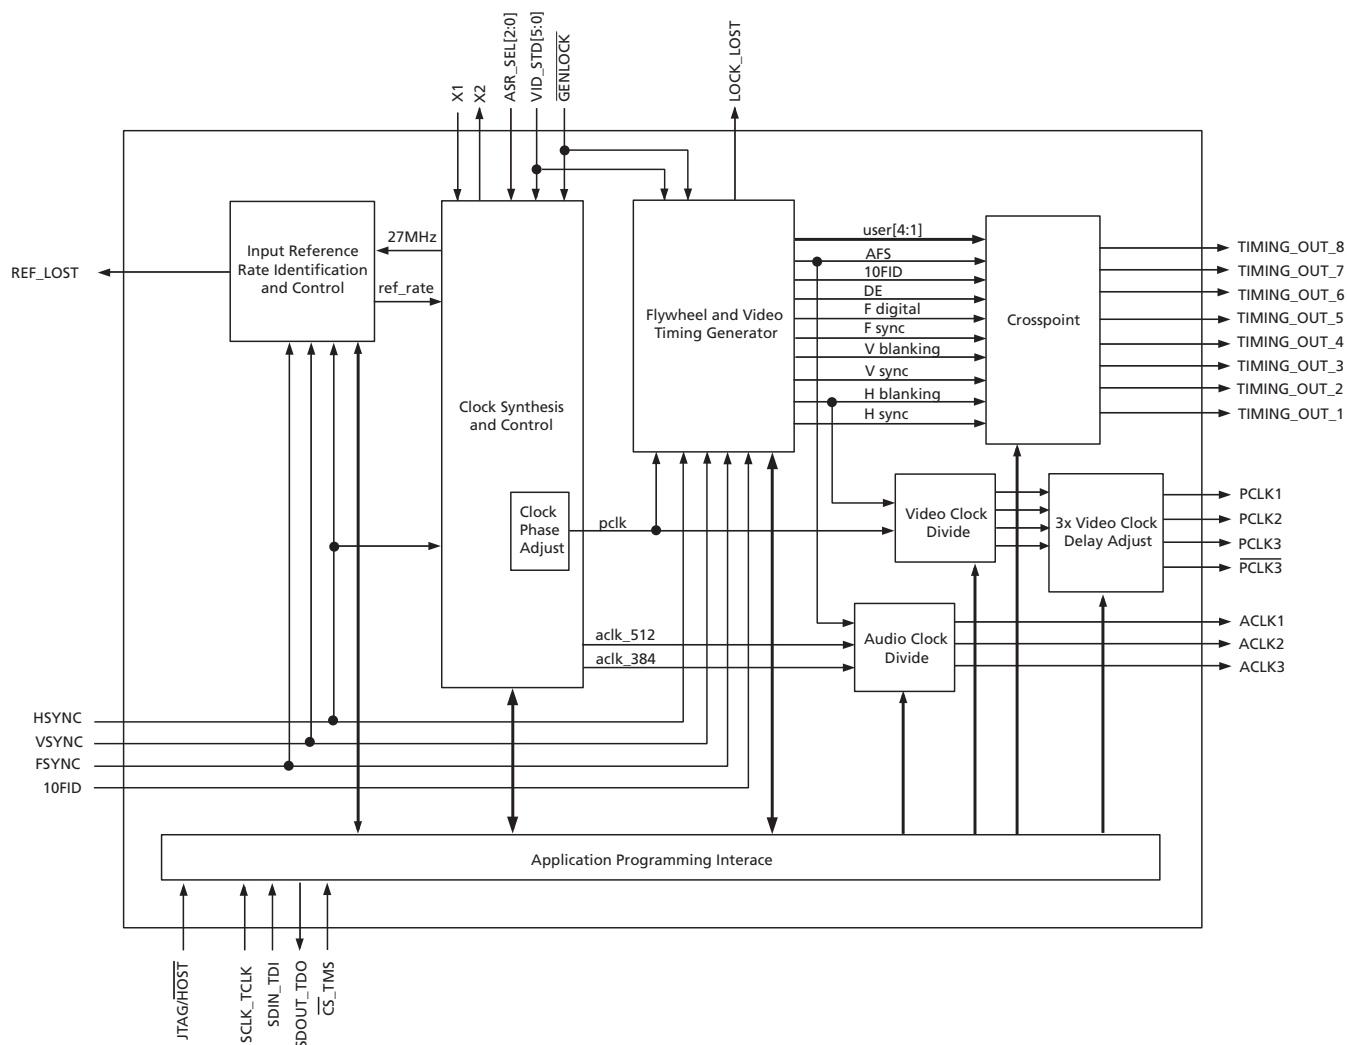 X1
X2
ASR_SEL[2:0]
VID_STD[5:0]
GENLOCK
LOCK_LOST
REF_LOST
Input Reference
Rate Identification
and Control
27MHz
ref_rate
Clock Synthesis
and Control
Clock
Phase
Adjust
Flywheel and Video
Timing Generator
user[4:1]
AFS
10FID
DE
F digital
F sync
V blanking
V sync
H blanking
H sync
Crosspoint
TIMING_OUT_8
TIMING_OUT_7
TIMING_OUT_6
TIMING_OUT_5
TIMING_OUT_4
TIMING_OUT_3
TIMING_OUT_2
TIMING_OUT_1
pclk
Video Clock
Divide
3x Video Clock
Delay Adjust
PCLK1
PCLK2
PCLK3
PCLK3
aclk_512
aclk_384
Audio Clock
Divide
ACLK1
ACLK2
ACLK3
HSYNC
VSYNC
FSYNC
10FID
Application Programming Interace
JTAG/HOST
SCLK_TCLK
SDIN_TDI
SDOUT_TDO
CS_TMS